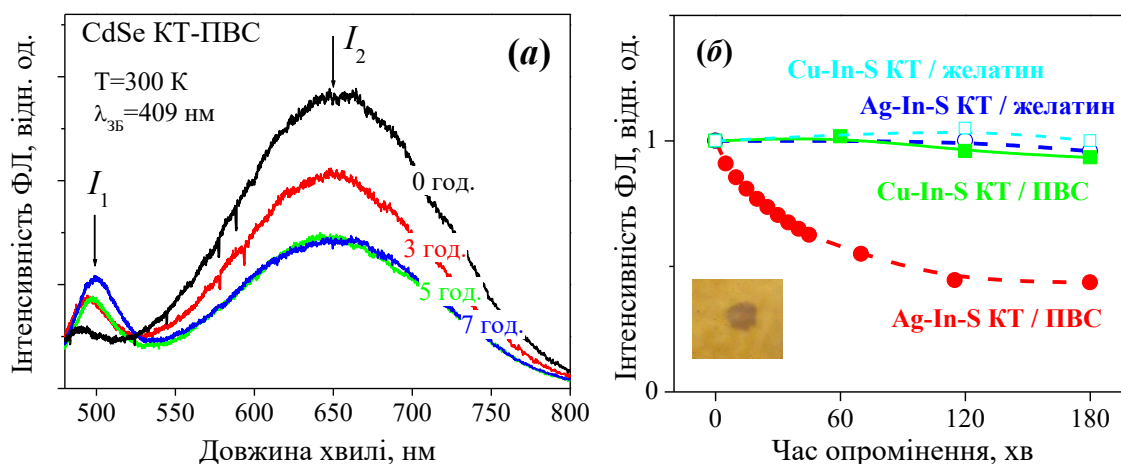 CdSe КТ-ПВС
T=300 K
λЗБ=409 нм
(а)
I2
I1
0 год.
3 год.
5 год.
7 год.
500 550 600 650 700 750 800
Довжина хвилі, нм
Інтенсивність ФЛ, відн. од.
(б)
Cu-In-S КТ / желатин
Ag-In-S КТ / желатин
Cu-In-S КТ / ПВС
Ag-In-S КТ / ПВС
1
0
0 60 120 180
Час опромінення, хв
Інтенсивність ФЛ, відн. од.